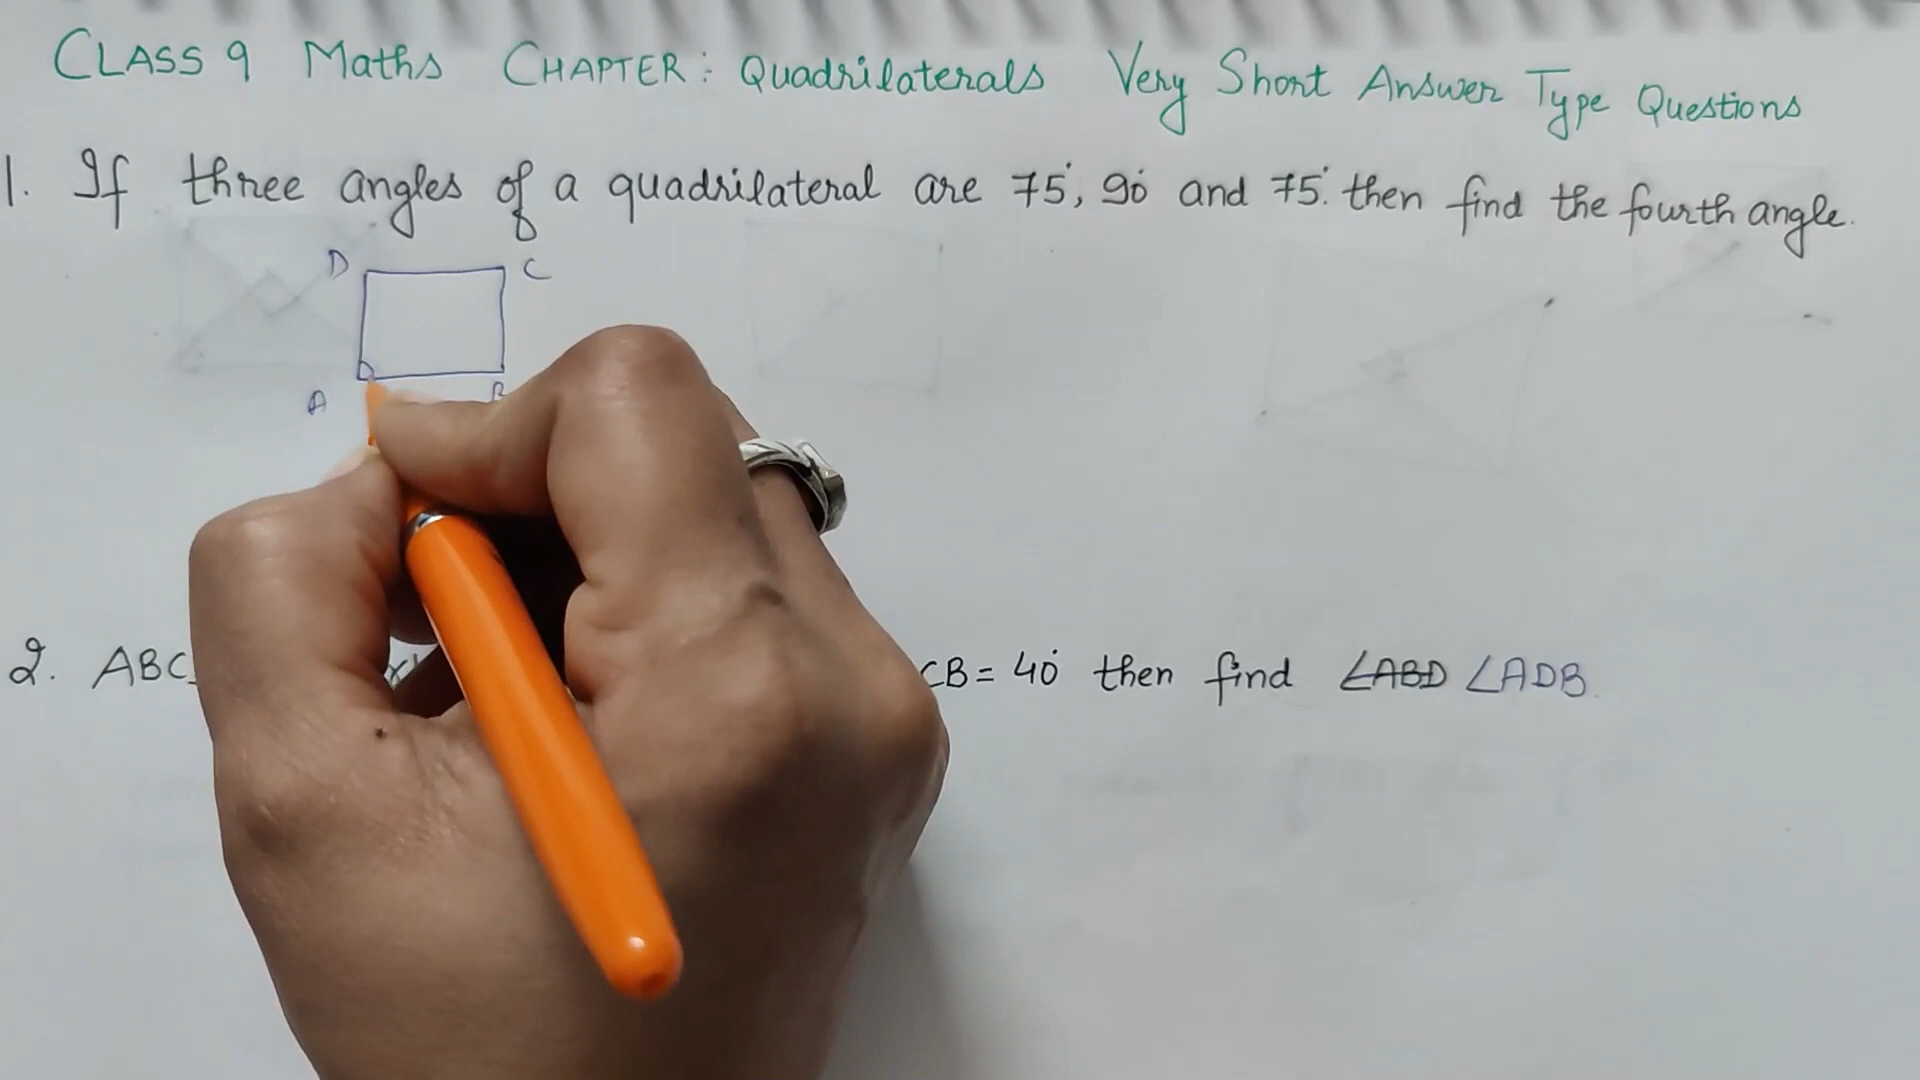 CLASS 9 Maths CHAPTER: Quadrilaterals Very Short Answer Type Questions
1. If three angles of a quadrilateral are 75°, 90° and 75°. then find the fourth angle.
D C
A B
2. ABC CB = 40° then find ∠ABD ∠ADB.